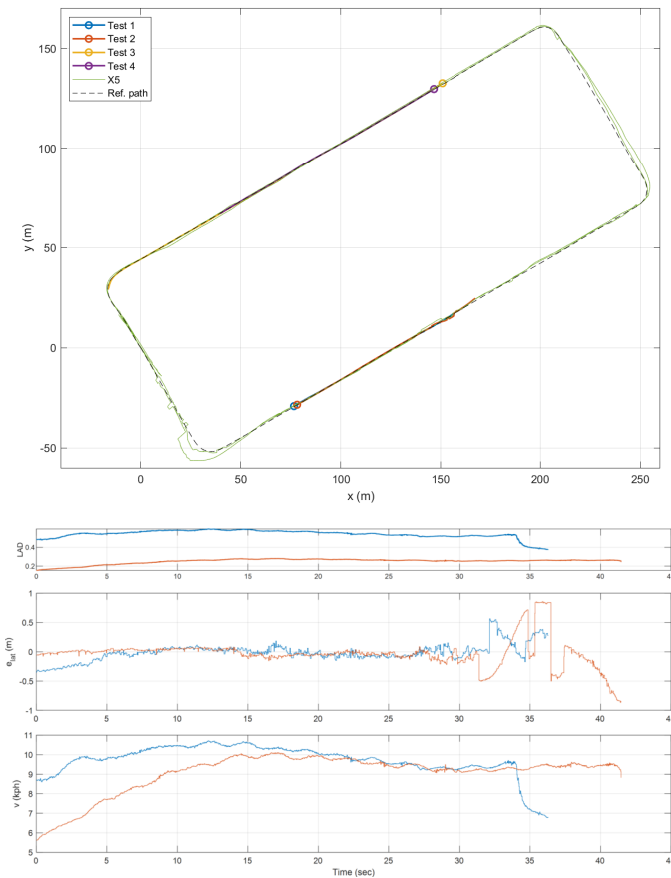 Test 1
Test 2
Test 3
Test 4
X5
Ref. path
150
100
50
0
-50
y (m)
0 50 100 150 200 250
x (m)
0.4
0.2
LAD
0 5 10 15 20 25 30 35 40 4
1
0.5
0
-0.5
-1
e_lat (m)
0 5 10 15 20 25 30 35 40 4
11
10
9
8
7
6
5
v (kph)
0 5 10 15 20 25 30 35 40 4
Time (sec)